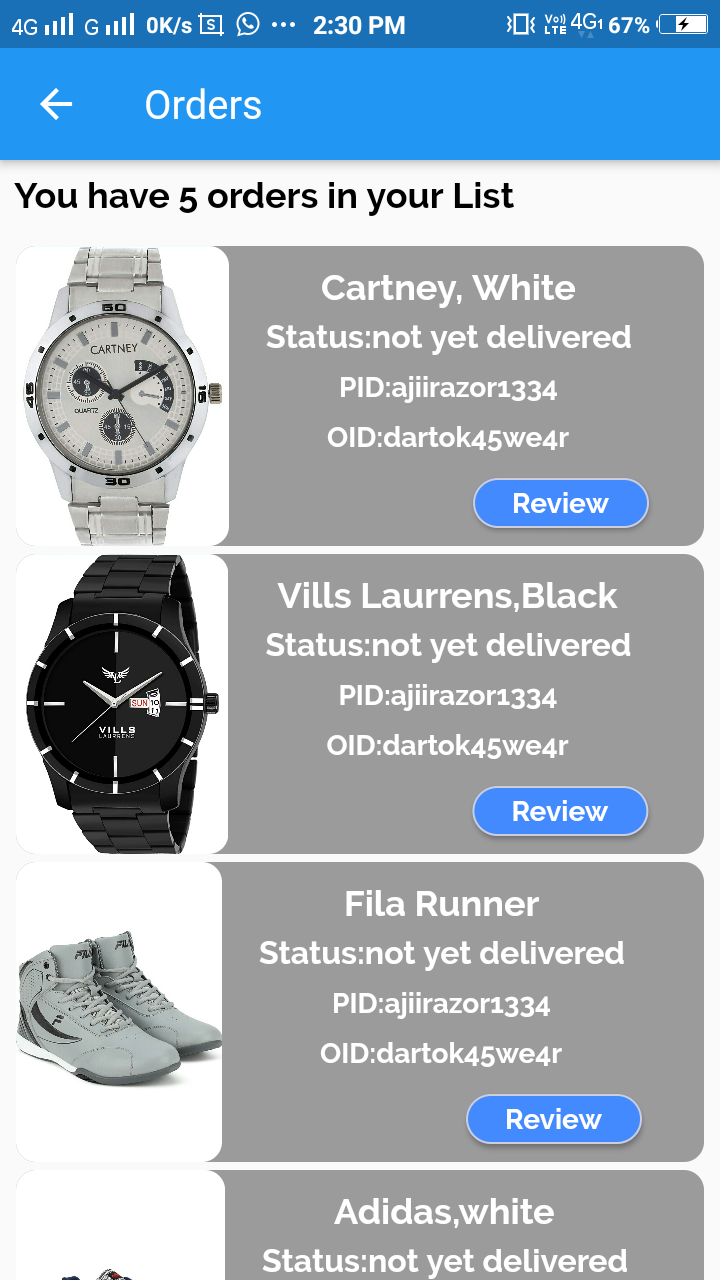 4G G 0K/s S ... 2:30 PM Vo)) LTE 4G1 67%
Orders
You have 5 orders in your List
60
CARTNEY
45
15
QUARTZ
30
Cartney, White
Status:not yet delivered
PID:ajiirazor1334
OID:dartok45we4r
Review
SUN 10
VILLS
LAURRENS
Vills Laurrens,Black
Status:not yet delivered
PID:ajiirazor1334
OID:dartok45we4r
Review
FILA
Fila Runner
Status:not yet delivered
PID:ajiirazor1334
OID:dartok45we4r
Review
Adidas,white
Status:not yet delivered